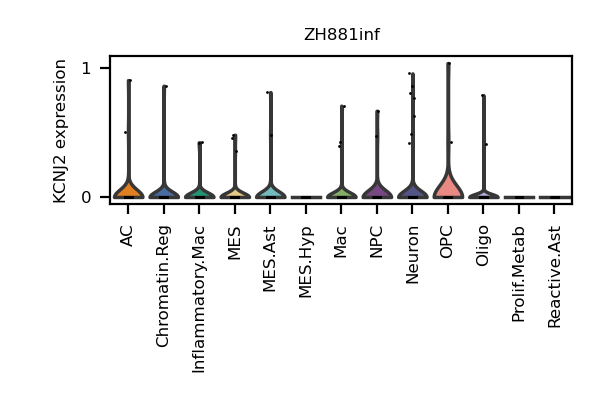 ZH881inf
KCNJ2 expression
1
0
AC
Chromatin.Reg
Inflammatory.Mac
MES
MES.Ast
MES.Hyp
Mac
NPC
Neuron
OPC
Oligo
Prolif.Metab
Reactive.Ast